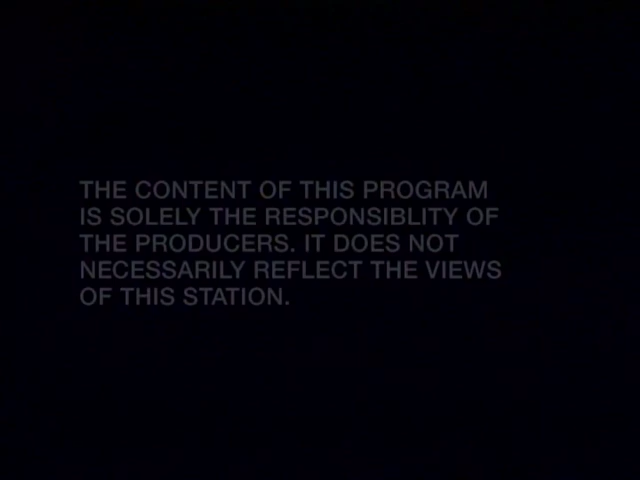 THE CONTENT OF THIS PROGRAM
IS SOLELY THE RESPONSIBLITY OF
THE PRODUCERS. IT DOES NOT
NECESSARILY REFLECT THE VIEWS
OF THIS STATION.